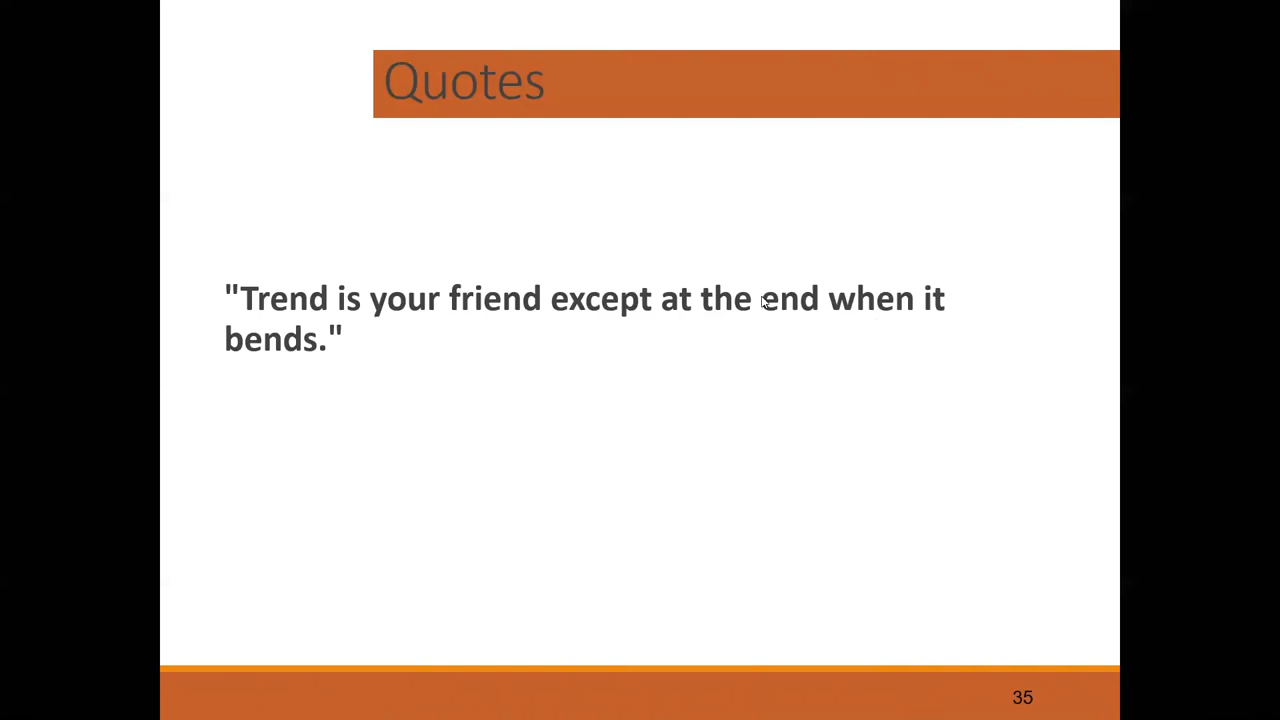 Quotes
"Trend is your friend except at the end when it
bends."
35